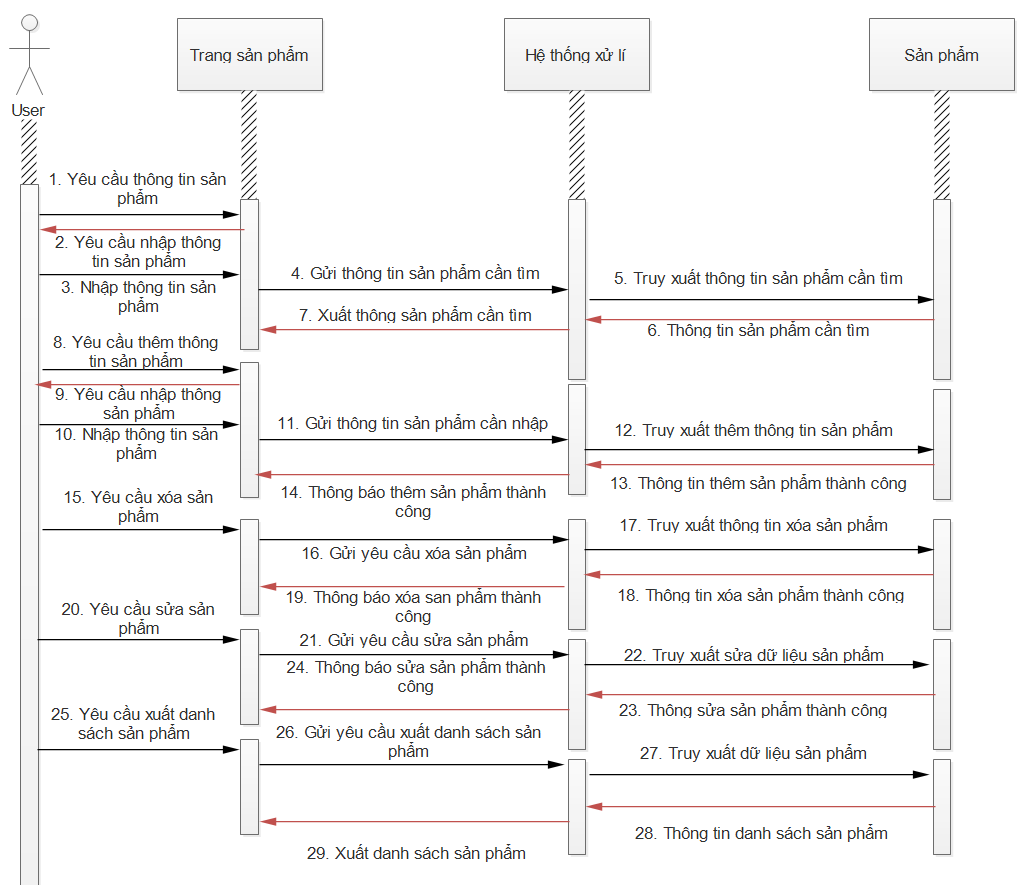 Trang sản phẩm
Hệ thống xử lí
Sản phẩm
User
1. Yêu cầu thông tin sản
phẩm
2. Yêu cầu nhập thông
tin sản phẩm
3. Nhập thông tin sản
phẩm
4. Gửi thông tin sản phẩm cần tìm
5. Truy xuất thông tin sản phẩm cần tìm
6. Thông tin sản phẩm cần tìm
7. Xuất thông sản phẩm cần tìm
8. Yêu cầu thêm thông
tin sản phẩm
9. Yêu cầu nhập thông
sản phẩm
10. Nhập thông tin sản
phẩm
11. Gửi thông tin sản phẩm cần nhập
12. Truy xuất thêm thông tin sản phẩm
13. Thông tin thêm sản phẩm thành công
14. Thông báo thêm sản phẩm thành
công
15. Yêu cầu xóa sản
phẩm
16. Gửi yêu cầu xóa sản phẩm
17. Truy xuất thông tin xóa sản phẩm
18. Thông tin xóa sản phẩm thành công
19. Thông báo xóa san phẩm thành
công
20. Yêu cầu sửa sản
phẩm
21. Gửi yêu cầu sửa sản phẩm
22. Truy xuất sửa dữ liệu sản phẩm
23. Thông sửa sản phẩm thành công
24. Thông báo sửa sản phẩm thành
công
25. Yêu cầu xuất danh
sách sản phẩm
26. Gửi yêu cầu xuất danh sách sản
phẩm
27. Truy xuất dữ liệu sản phẩm
28. Thông tin danh sách sản phẩm
29. Xuất danh sách sản phẩm